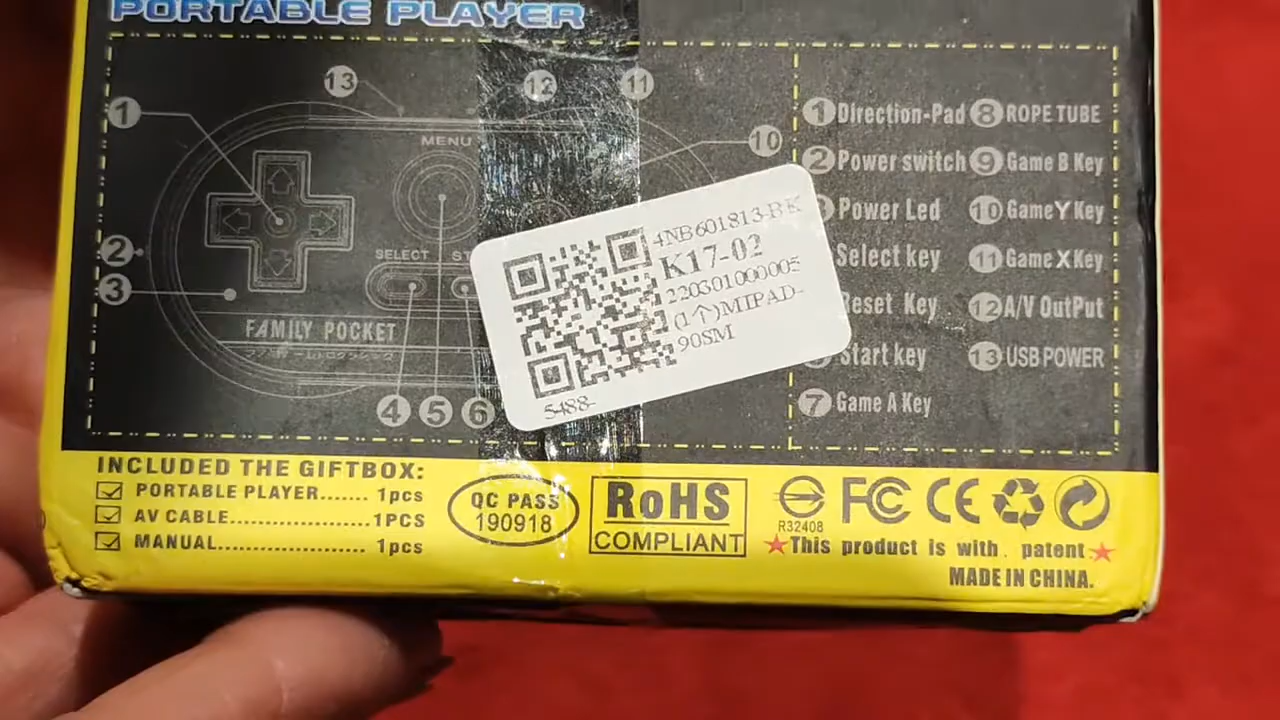 PORTABLE PLAYER
13
12
11
1
10
MENU
2
SELECT
3
FAMILY POCKET
4
5
6
1 Direction-Pad
2 Power switch
Power Led
Select key
Reset Key
Start key
7 Game A Key
8 ROPE TUBE
9 Game B Key
10 Game Y Key
11 Game X Key
12 A/V OutPut
13 USB POWER
4NB601813-BK
K17-02
220301000005
(1个)MIPAD-
90SM
5488-
INCLUDED THE GIFTBOX:
PORTABLE PLAYER....... 1pcs
AV CABLE......................1PCS
MANUAL....................... 1pcs
QC PASS
190918
RoHS
COMPLIANT
R32408
FC CE
★This product is with . patent★
MADE IN CHINA.